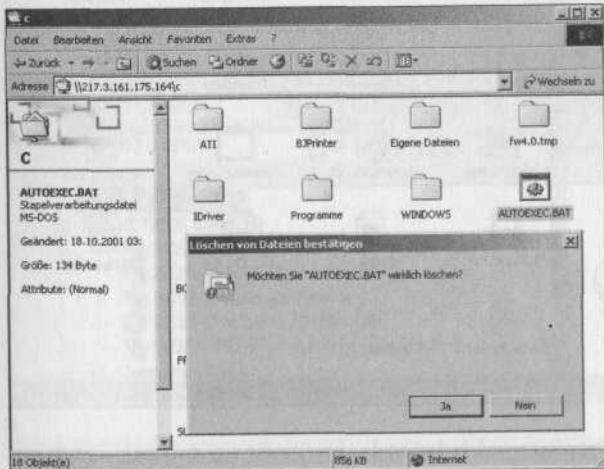 c
Datei Bearbeiten Ansicht Favoriten Extras ?
Zurück Suchen Ordner
Adresse \\217.3.161.175.164\c Wechseln zu
ATI BJPrinter Eigene Dateien fw4.0.tmp
C
AUTOEXEC.BAT
Stapelverarbeitungsdatei
MS-DOS
IDriver Programme WINDOWS AUTOEXEC.BAT
Geändert: 18.10.2001 03:
Größe: 134 Byte
Attribute: (Normal)
Löschen von Dateien bestätigen
Möchten Sie "AUTOEXEC.BAT" wirklich löschen?
Ja Nein
18 Objekt(e) 856 KB Internet